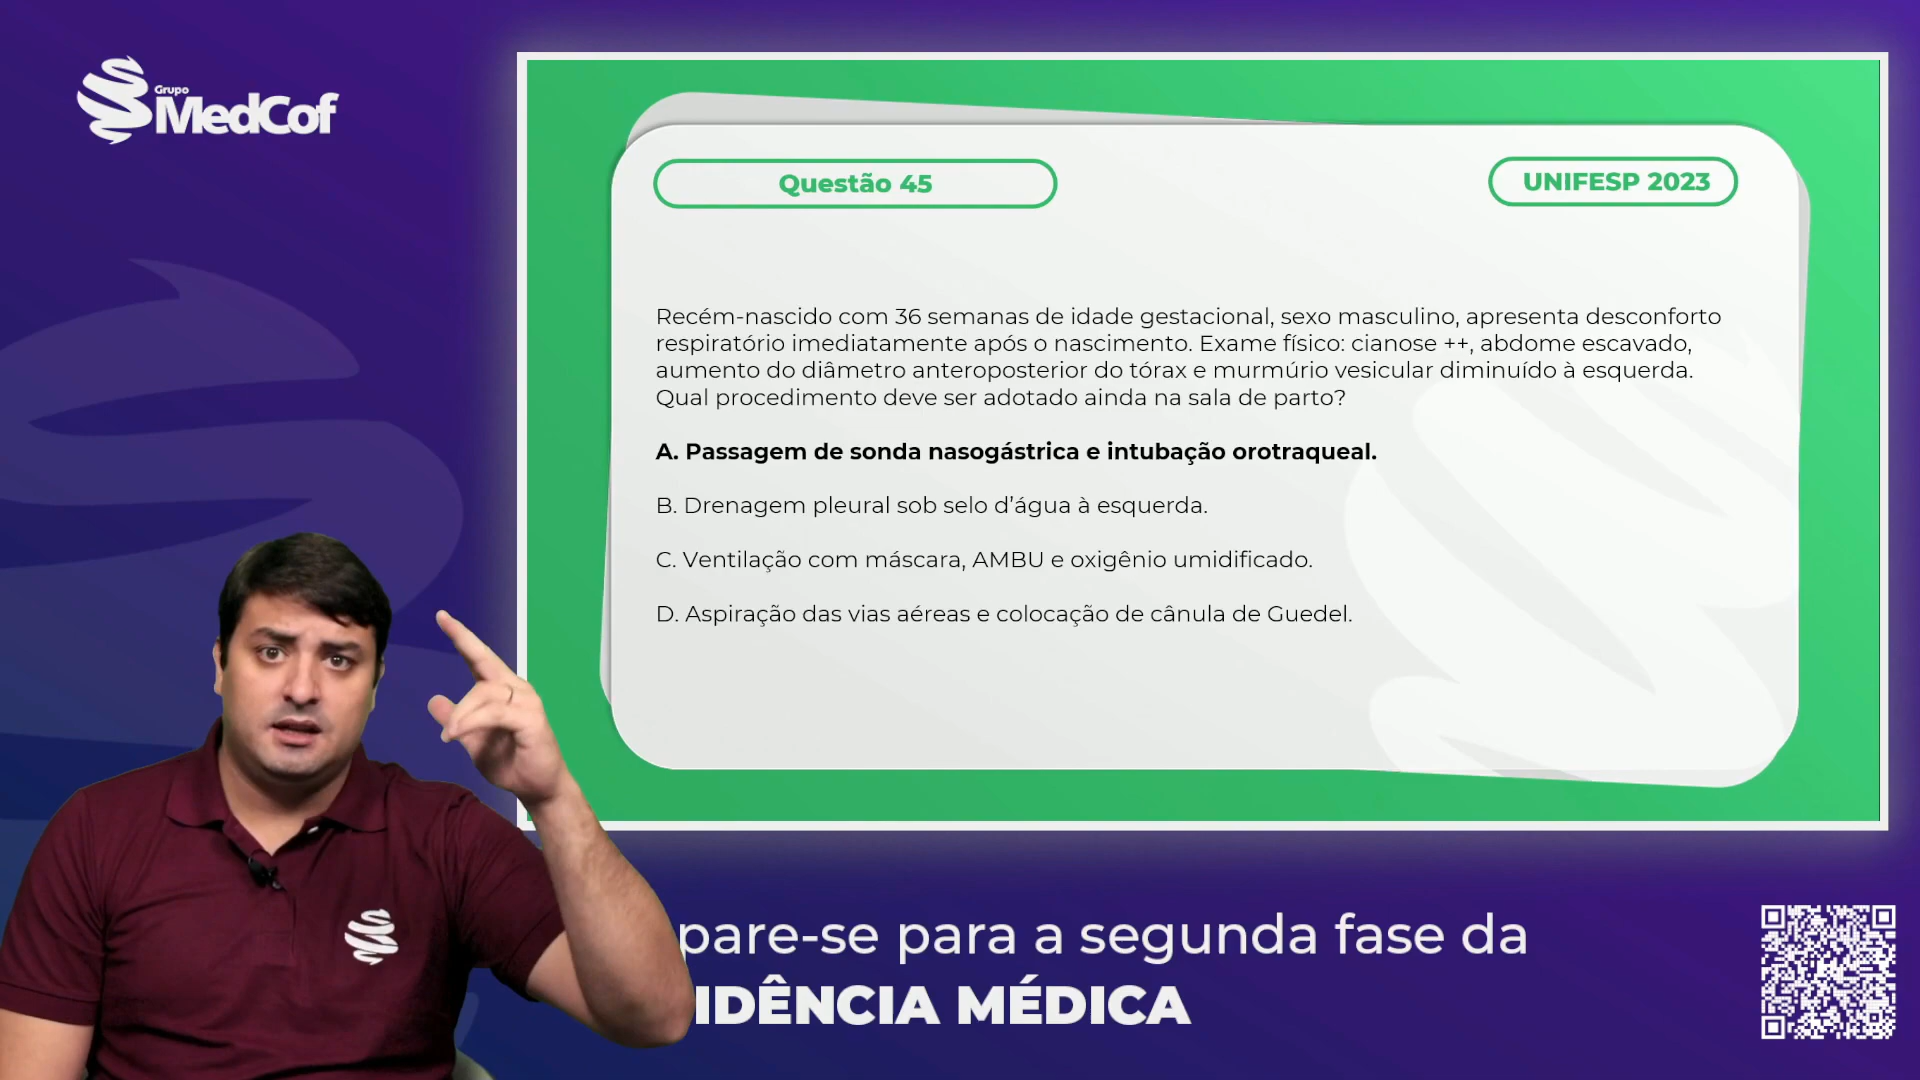 Grupo
MedCof
Questão 45
UNIFESP 2023
Recém-nascido com 36 semanas de idade gestacional, sexo masculino, apresenta desconforto
respiratório imediatamente após o nascimento. Exame físico: cianose ++, abdome escavado,
aumento do diâmetro anteroposterior do tórax e murmúrio vesicular diminuído à esquerda.
Qual procedimento deve ser adotado ainda na sala de parto?
A. Passagem de sonda nasogástrica e intubação orotraqueal.
B. Drenagem pleural sob selo d’água à esquerda.
C. Ventilação com máscara, AMBU e oxigênio umidificado.
D. Aspiração das vias aéreas e colocação de cânula de Guedel.
pare-se para a segunda fase da
IDÊNCIA MÉDICA